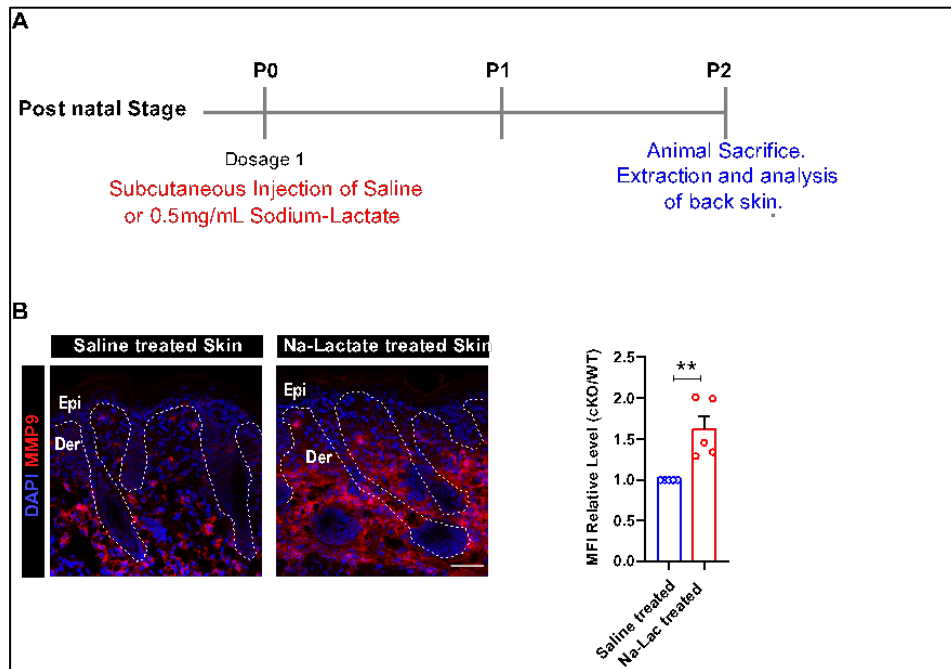 A
P0
P1
P2
Post natal Stage
Dosage 1
Subcutaneous Injection of Saline
or 0.5mg/mL Sodium-Lactate
Animal Sacrifice.
Extraction and analysis
of back skin.
B
Saline treated Skin
Na-Lactate treated Skin
DAPI MMP9
Epi
Der
Epi
Der
MFI Relative Level (cKO/WT)
2.5
2.0
1.5
1.0
0.5
0.0
**
Saline treated
Na-Lac treated